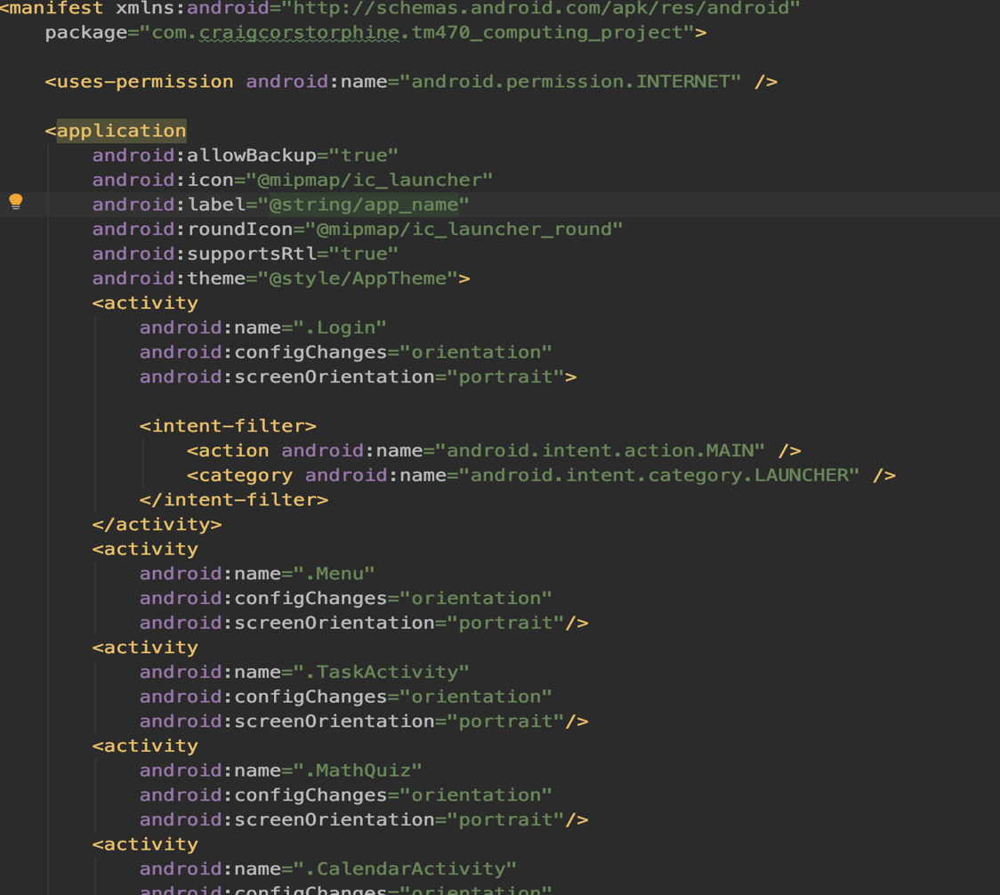 <manifest xmlns:android="http://schemas.android.com/apk/res/android"
package="com.craigcorstorphine.tm470_computing_project">
<uses-permission android:name="android.permission.INTERNET" />
<application
android:allowBackup="true"
android:icon="@mipmap/ic_launcher"
android:label="@string/app_name"
android:roundIcon="@mipmap/ic_launcher_round"
android:supportsRtl="true"
android:theme="@style/AppTheme">
<activity
android:name=".Login"
android:configChanges="orientation"
android:screenOrientation="portrait">
<intent-filter>
<action android:name="android.intent.action.MAIN" />
<category android:name="android.intent.category.LAUNCHER" />
</intent-filter>
</activity>
<activity
android:name=".Menu"
android:configChanges="orientation"
android:screenOrientation="portrait"/>
<activity
android:name=".TaskActivity"
android:configChanges="orientation"
android:screenOrientation="portrait"/>
<activity
android:name=".MathQuiz"
android:configChanges="orientation"
android:screenOrientation="portrait"/>
<activity
android:name=".CalendarActivity"
android:configChanges="orientation"